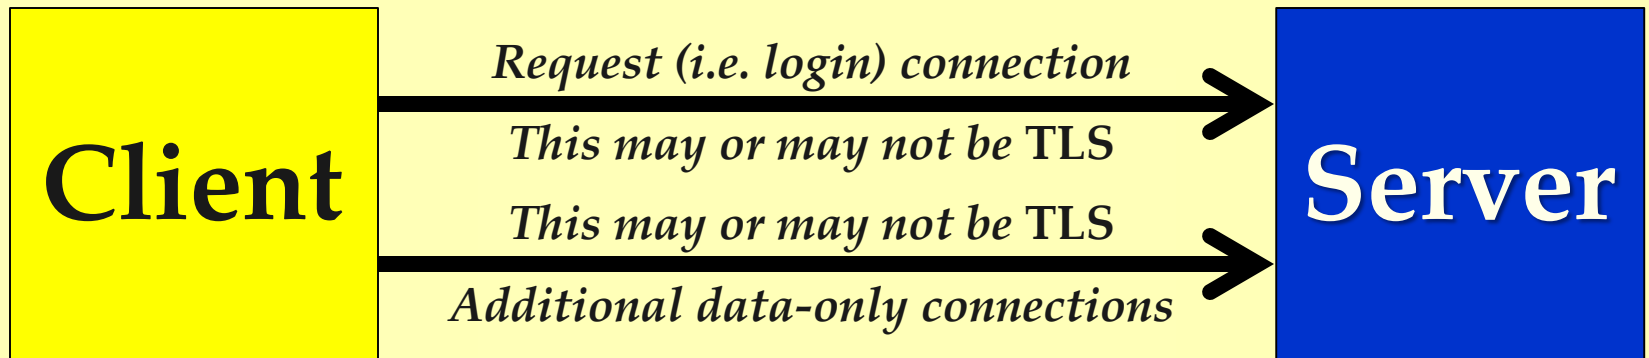 Client
Request (i.e. login) connection
This may or may not be TLS
This may or may not be TLS
Additional data-only connections
Server